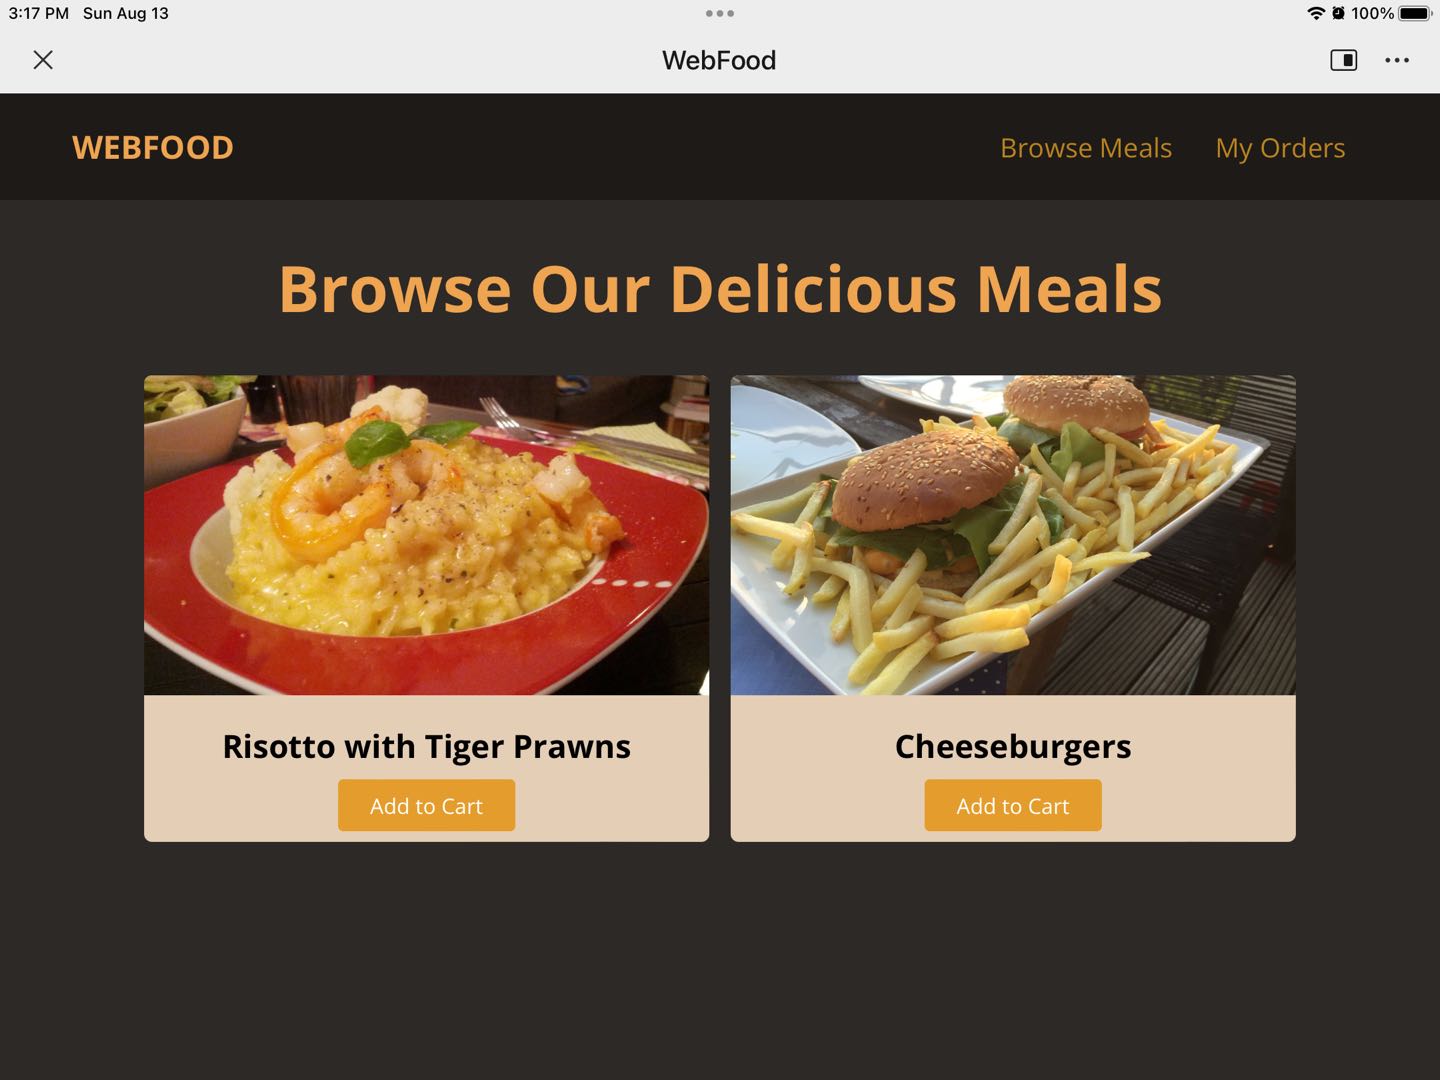 3:17 PM Sun Aug 13
100%
WebFood
WEBFOOD
Browse Meals
My Orders
Browse Our Delicious Meals
Risotto with Tiger Prawns
Add to Cart
Cheeseburgers
Add to Cart